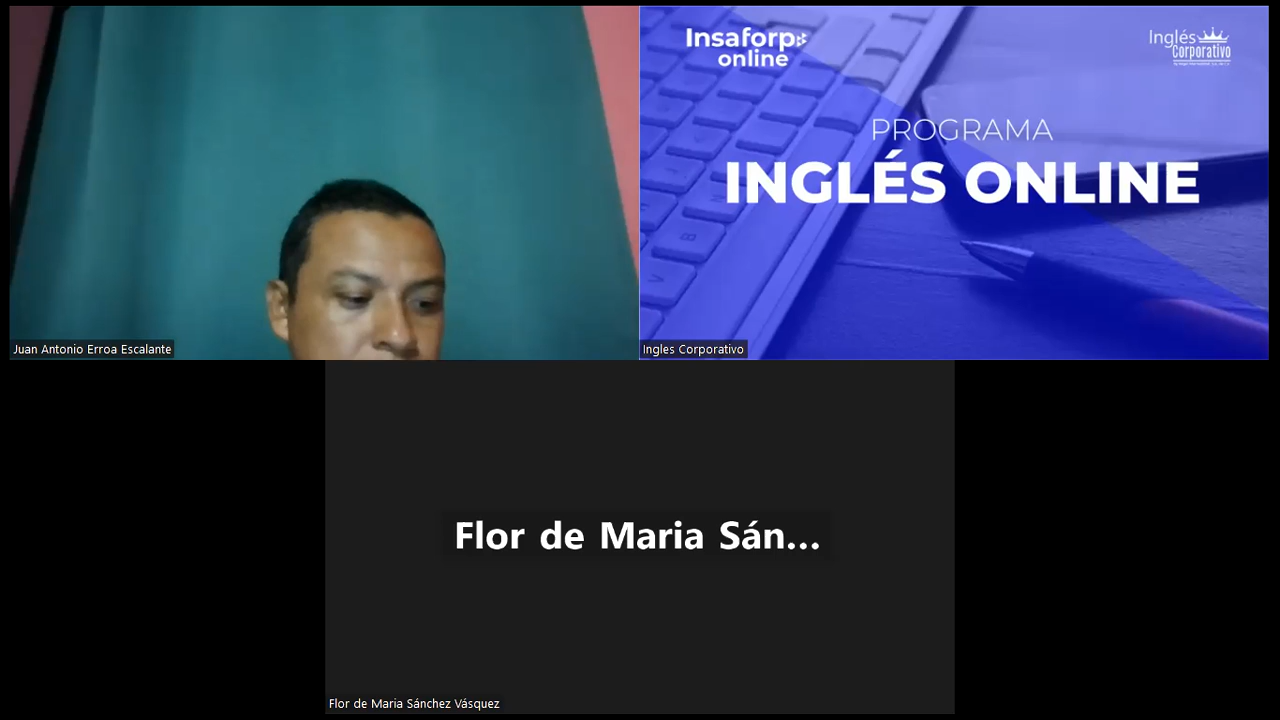 Insaforp
online
Inglés
Corporativo
PROGRAMA
INGLÉS ONLINE
Juan Antonio Erroa Escalante
Ingles Corporativo
Flor de Maria Sán...
Flor de Maria Sánchez Vásquez